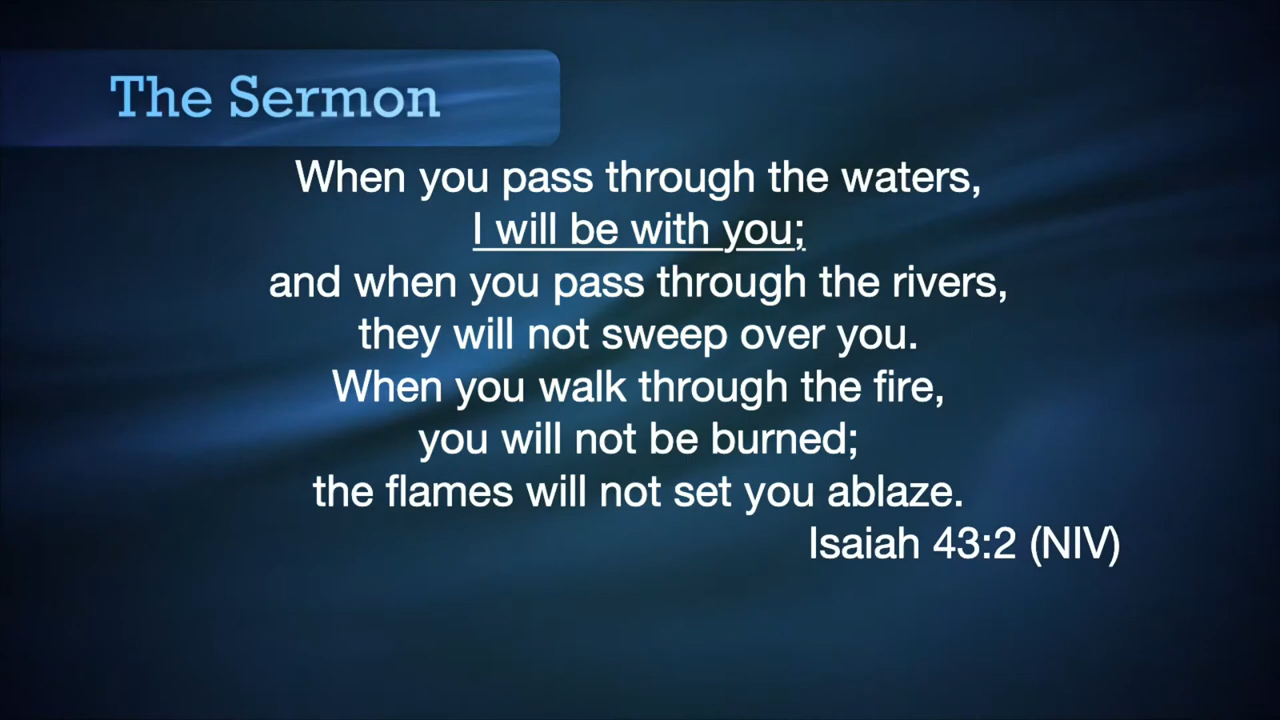 The Sermon
When you pass through the waters,
I will be with you;
and when you pass through the rivers,
they will not sweep over you.
When you walk through the fire,
you will not be burned;
the flames will not set you ablaze.
Isaiah 43:2 (NIV)